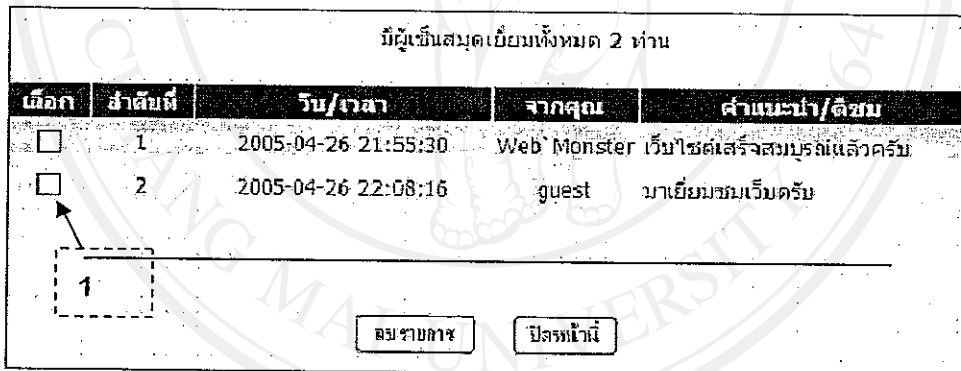 มีผู้เซ็นสมุดเยี่ยมทั้งหมด 2 ท่าน
เลือก ลำดับที่ วัน/เวลา จากคุณ คำแนะนำ/ติชม
1 2005-04-26 21:55:30 Web Monster เว็บไซต์เสร็จสมบูรณ์แล้วครับ
2 2005-04-26 22:08:16 guest มาเยี่ยมชมเว็บครับ
1
ลบรายการ ปิดหน้านี้
CHIANG MAI UNIVERSITY 64